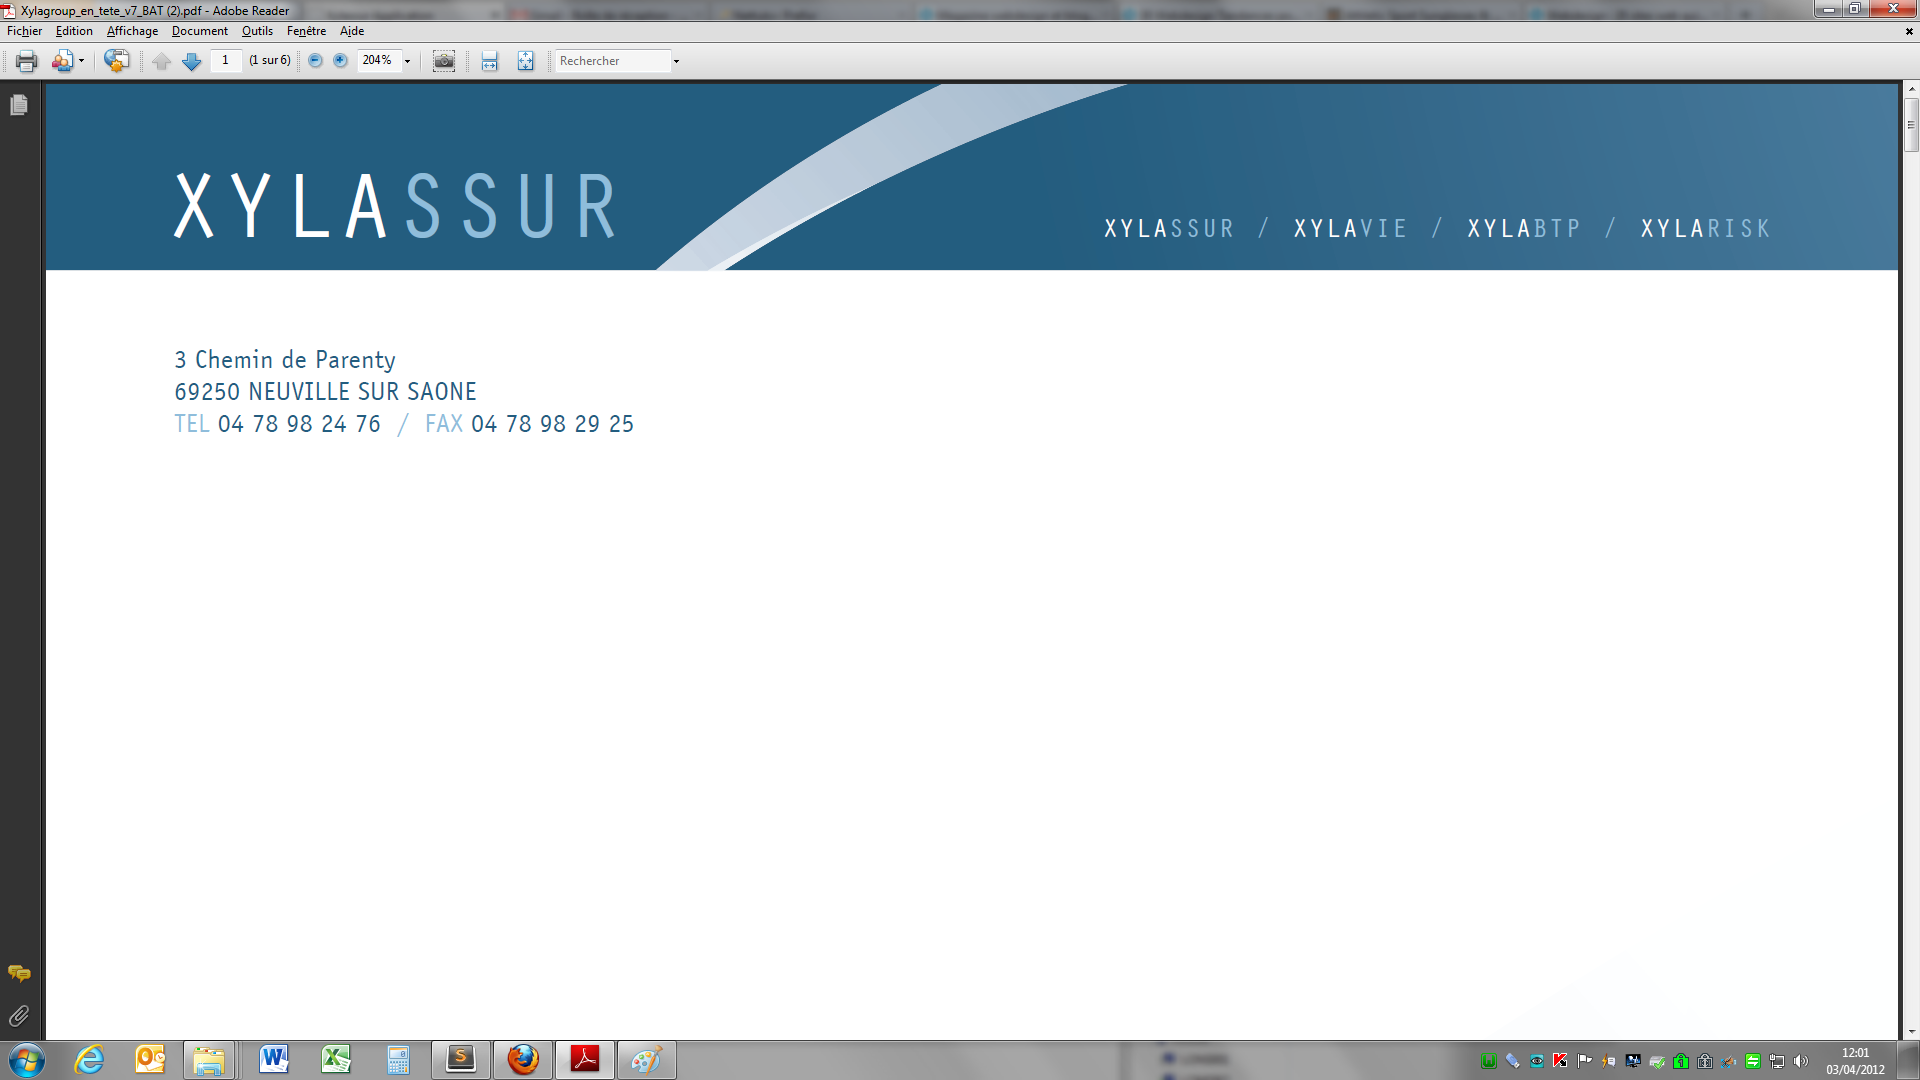 Xylagroup_en_tete_v7_BAT (2).pdf - Adobe Reader
Fichier Edition Affichage Document Outils Fenêtre Aide
1 (1 sur 6) 204% Rechercher
XYLASSUR
XYLASSUR / XYLAVIE / XYLABTP / XYLARISK
3 Chemin de Parenty
69250 NEUVILLE SUR SAONE
TEL 04 78 98 24 76 / FAX 04 78 98 29 25
12:01
03/04/2012